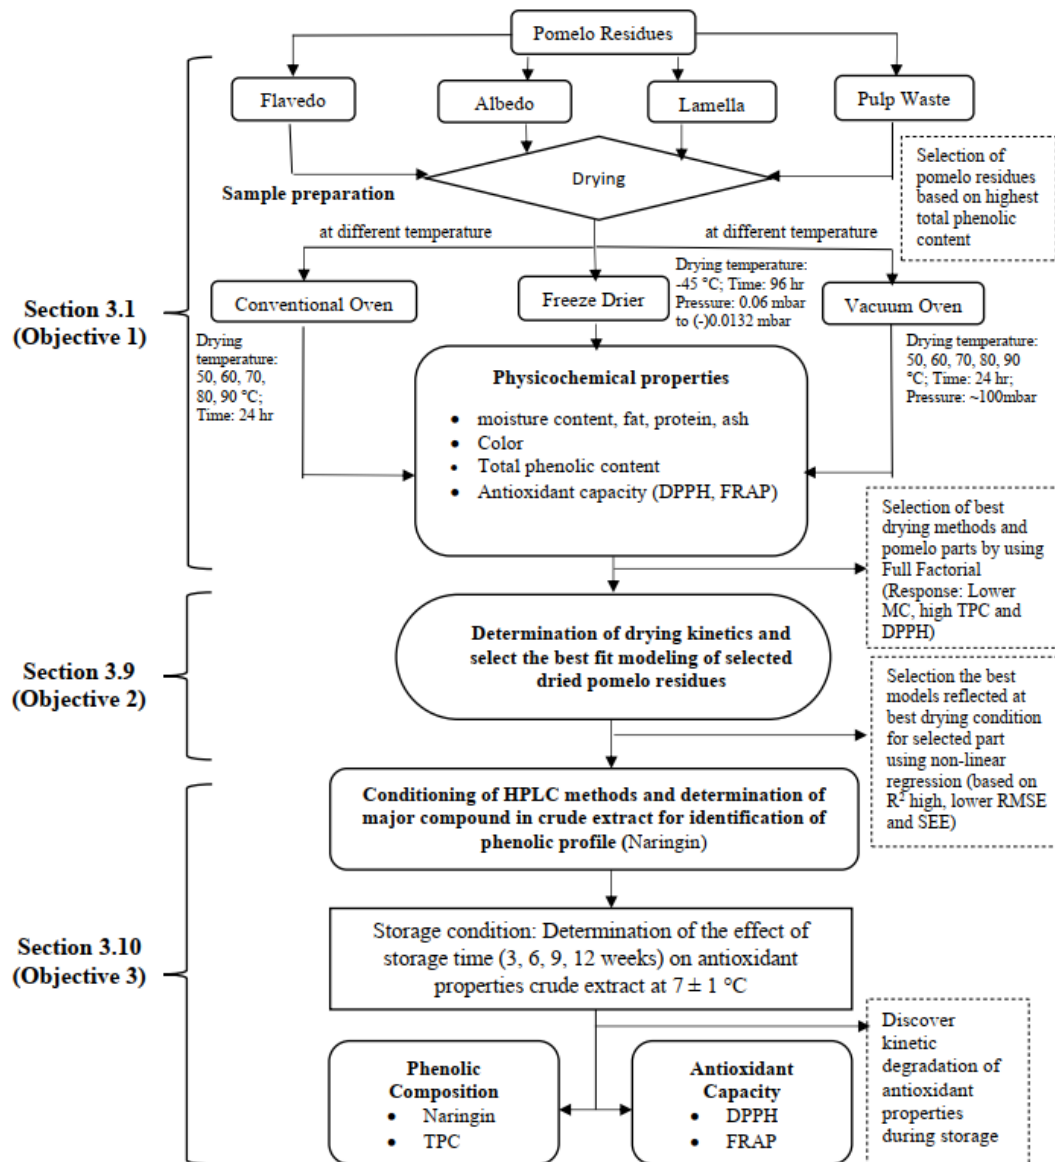 Pomelo Residues
Flavedo
Albedo
Lamella
Pulp Waste
Drying
Sample preparation
Selection of
pomelo residues
based on highest
total phenolic
content
at different temperature
at different temperature
Section 3.1
(Objective 1)
Conventional Oven
Freeze Drier
Drying temperature:
-45 °C; Time: 96 hr
Pressure: 0.06 mbar
to (-)0.0132 mbar
Vacuum Oven
Drying
temperature:
50, 60, 70,
80, 90 °C;
Time: 24 hr
Drying temperature:
50, 60, 70, 80, 90
°C; Time: 24 hr;
Pressure: ~100mbar
Physicochemical properties
• moisture content, fat, protein, ash
• Color
• Total phenolic content
• Antioxidant capacity (DPPH, FRAP)
Selection of best
drying methods and
pomelo parts by using
Full Factorial
(Response: Lower
MC, high TPC and
DPPH)
Section 3.9
(Objective 2)
Determination of drying kinetics and
select the best fit modeling of selected
dried pomelo residues
Selection the best
models reflected at
best drying condition
for selected part
using non-linear
regression (based on
R² high, lower RMSE
and SEE)
Section 3.10
(Objective 3)
Conditioning of HPLC methods and determination of
major compound in crude extract for identification of
phenolic profile (Naringin)
Storage condition: Determination of the effect of
storage time (3, 6, 9, 12 weeks) on antioxidant
properties crude extract at 7 ± 1 °C
Discover
kinetic
degradation of
antioxidant
properties
during storage
Phenolic
Composition
• Naringin
• TPC
Antioxidant
Capacity
• DPPH
• FRAP